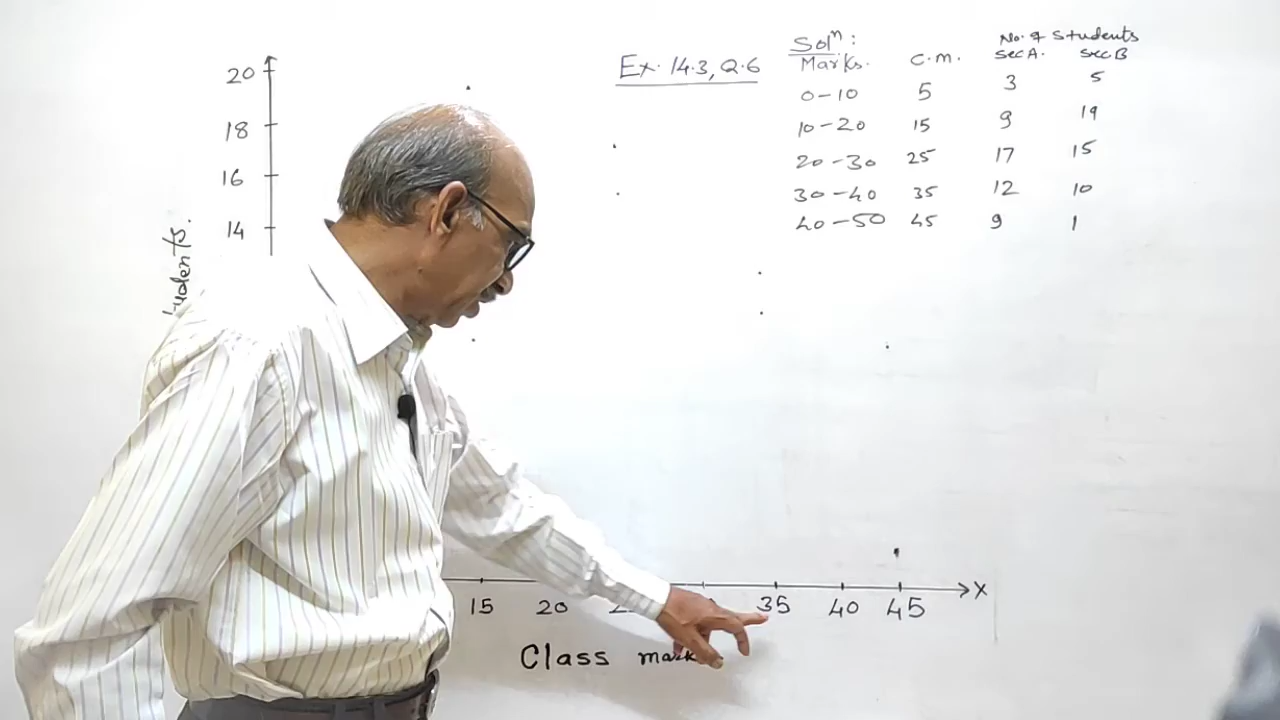 Ex. 14.3, Q.6
Solⁿ: No. of Students
Marks. C.M. Sec A. Sec B
0-10 5 3 5
10-20 15 9 19
20-30 25 17 15
30-40 35 12 10
40-50 45 9 1
20
18
16
14
15 20 35 40 45 X
Class